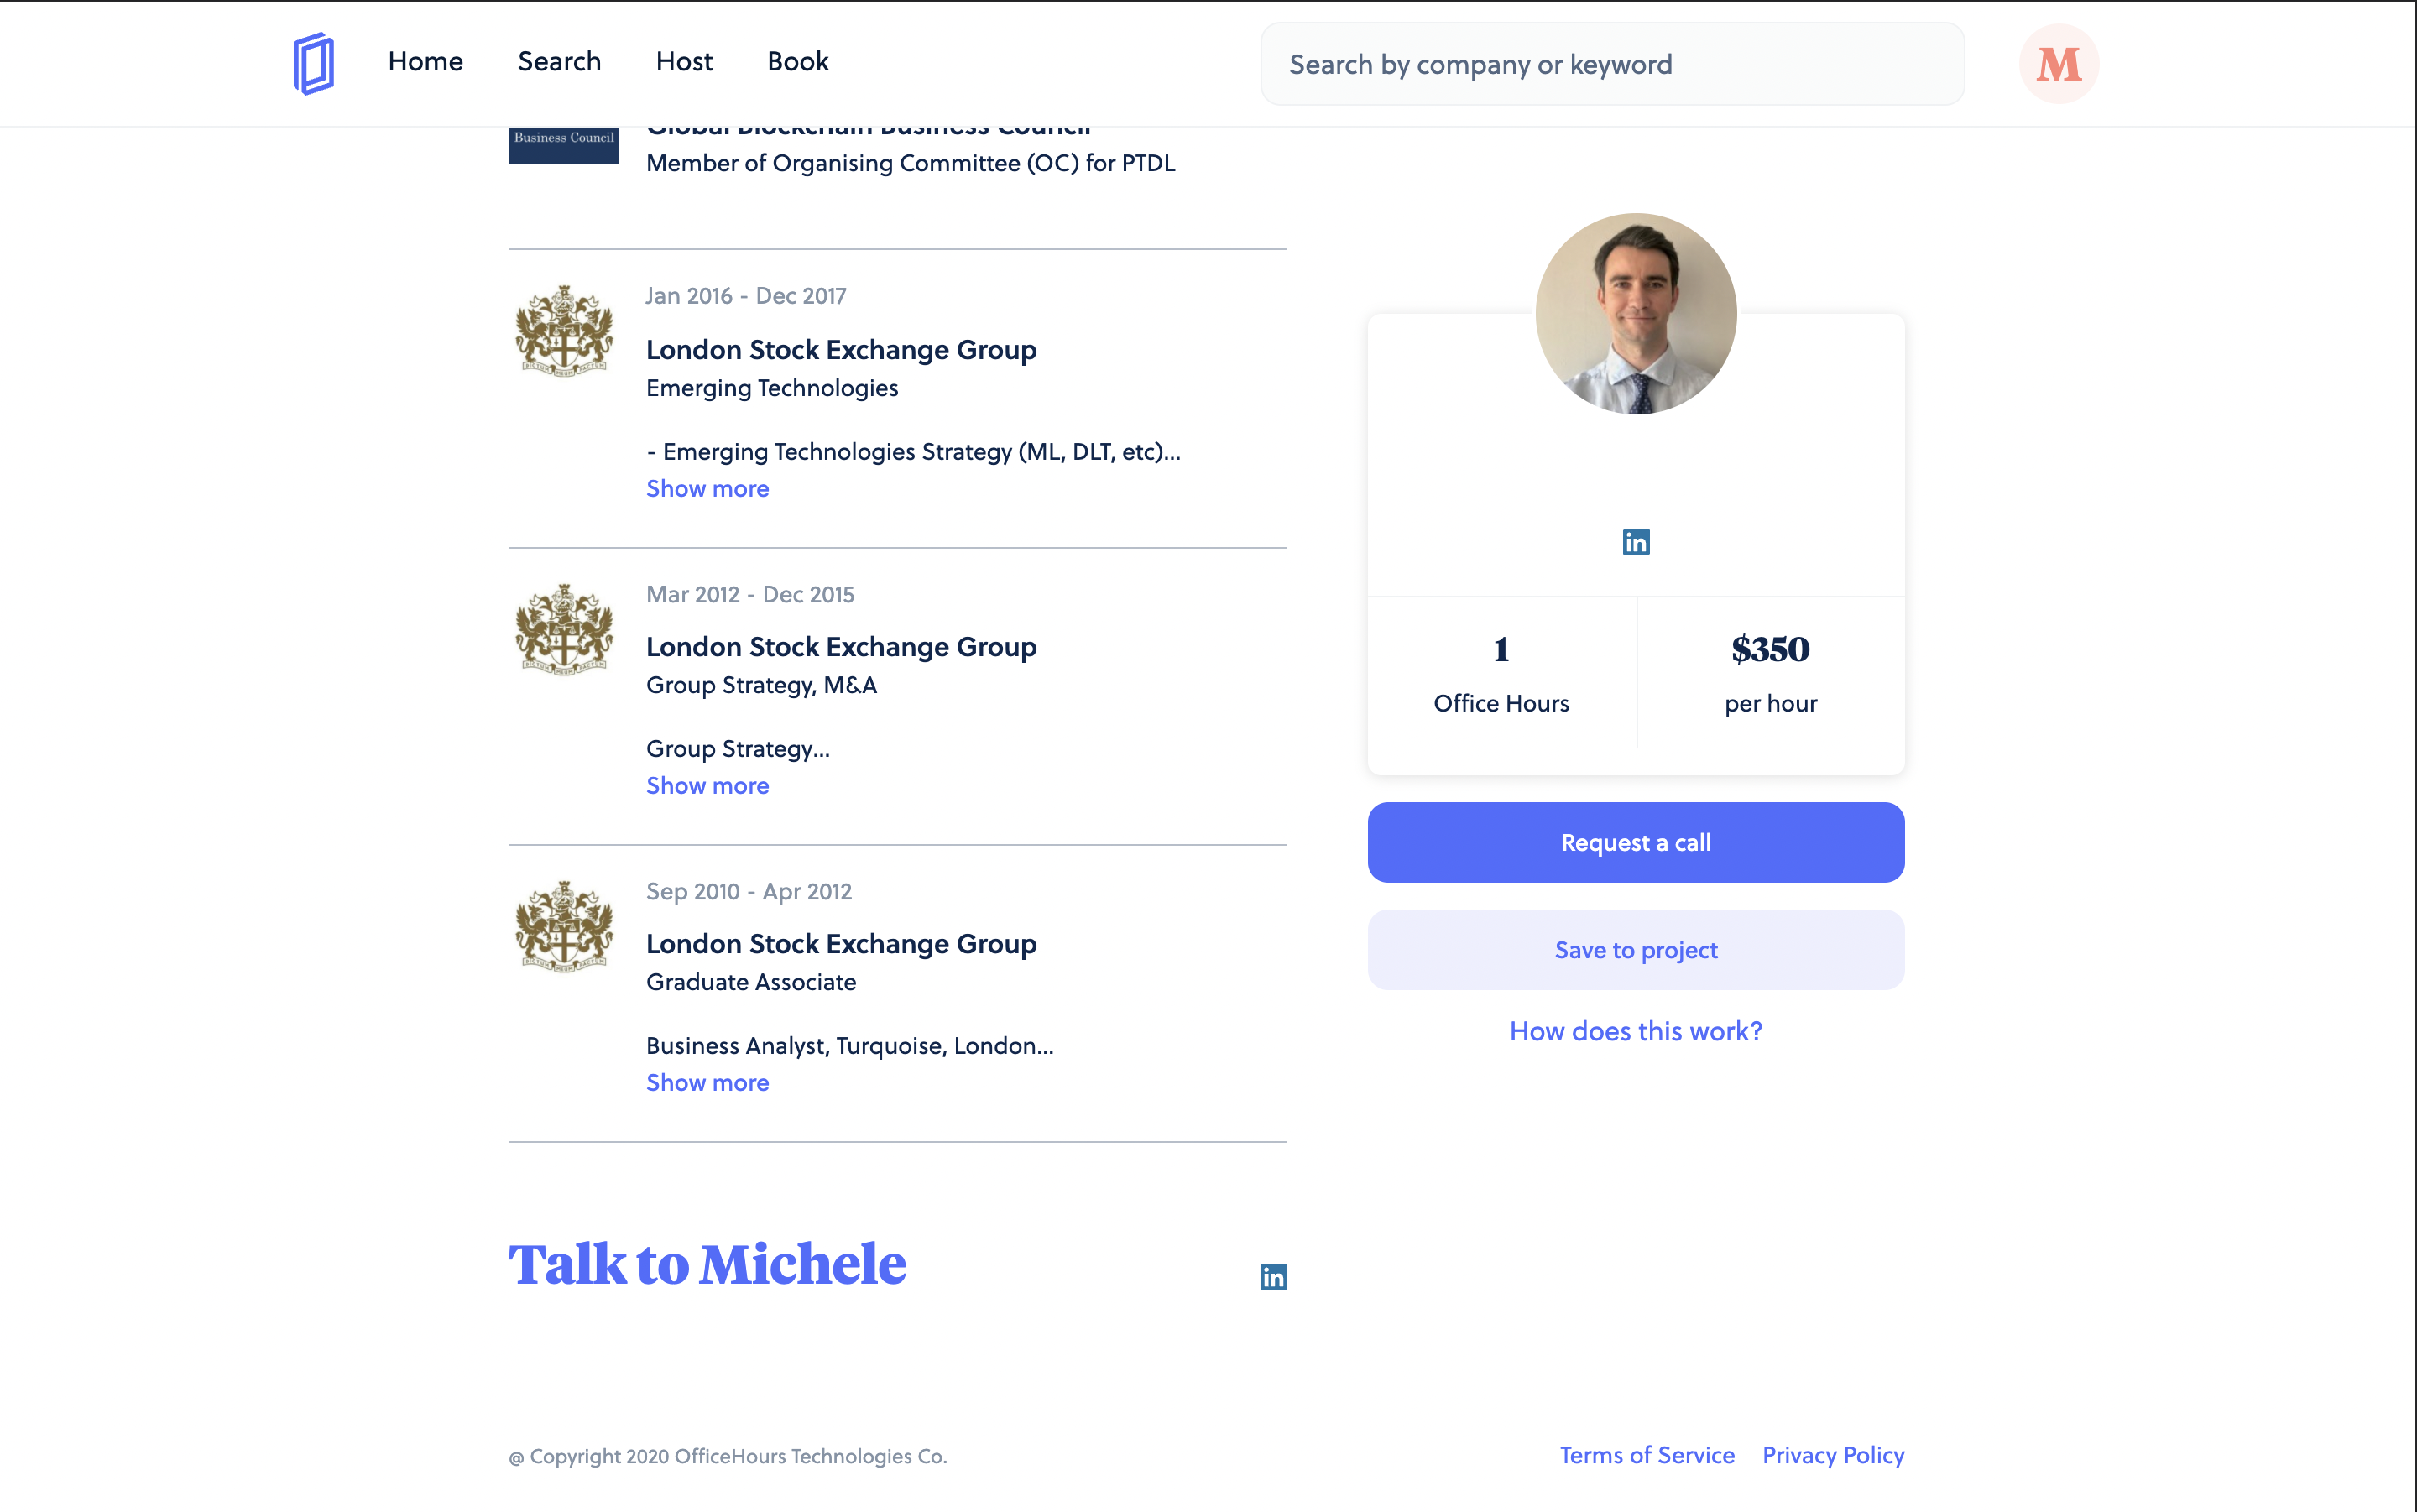 Home
Search
Host
Book
Search by company or keyword
M
Business Council
Global Blockchain Business Council
Member of Organising Committee (OC) for PTDL
Jan 2016 - Dec 2017
London Stock Exchange Group
Emerging Technologies
- Emerging Technologies Strategy (ML, DLT, etc)...
Show more
Mar 2012 - Dec 2015
London Stock Exchange Group
Group Strategy, M&A
Group Strategy...
Show more
Sep 2010 - Apr 2012
London Stock Exchange Group
Graduate Associate
Business Analyst, Turquoise, London...
Show more
in
1
Office Hours
$350
per hour
Request a call
Save to project
How does this work?
Talk to Michele
in
@ Copyright 2020 OfficeHours Technologies Co.
Terms of Service
Privacy Policy